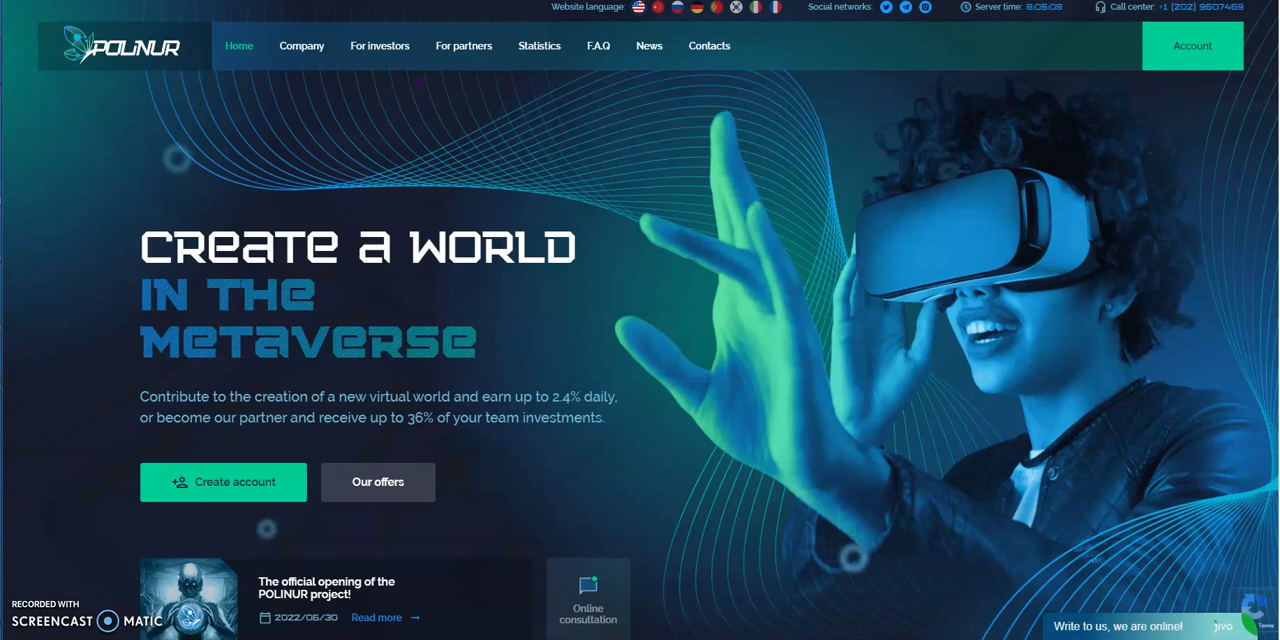 Website language:
Social networks:
Server time: 8:05:09
Call center: +1 (202) 9607469
POLINUR
Home
Company
For investors
For partners
Statistics
F.A.Q
News
Contacts
Account
CREATE A WORLD
IN THE
METAVERSE
Contribute to the creation of a new virtual world and earn up to 2.4% daily,
or become our partner and receive up to 36% of your team investments.
Create account
Our offers
The official opening of the
POLINUR project!
2022/06/30
Read more →
Online
consultation
RECORDED WITH
SCREENCAST MATIC
Write to us, we are online!
jivo
Terms